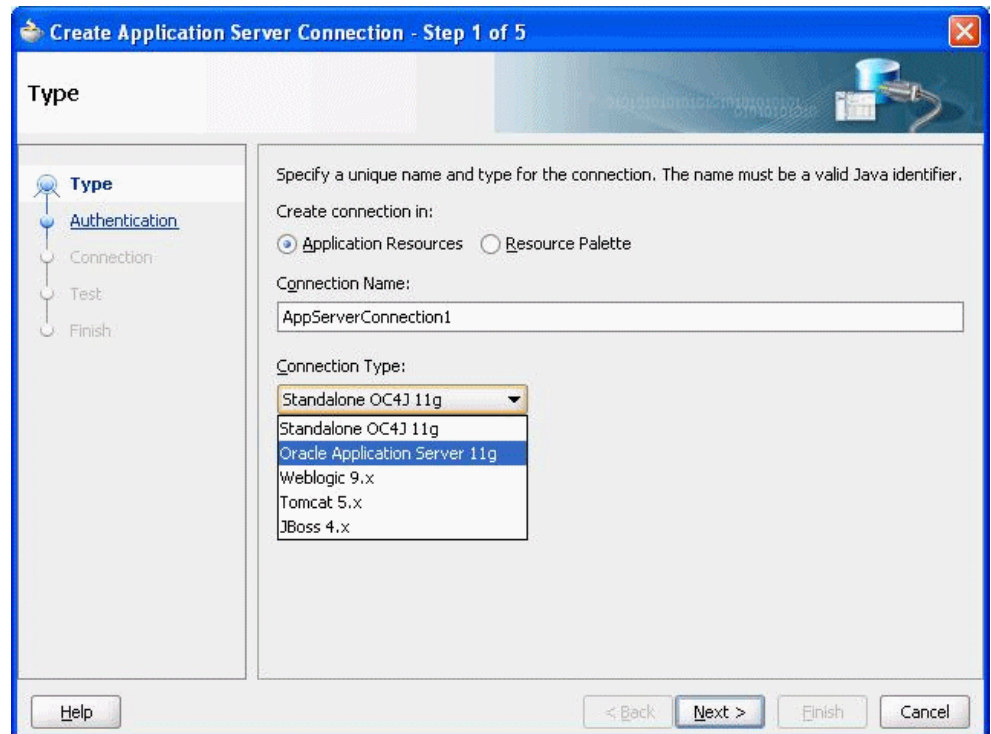 Create Application Server Connection - Step 1 of 5
Type
Type
Authentication
Connection
Test
Finish
Specify a unique name and type for the connection. The name must be a valid Java identifier.
Create connection in:
Application Resources Resource Palette
Connection Name:
AppServerConnection1
Connection Type:
Standalone OC4J 11g
Standalone OC4J 11g
Oracle Application Server 11g
Weblogic 9.x
Tomcat 5.x
JBoss 4.x
Help < Back Next > Finish Cancel